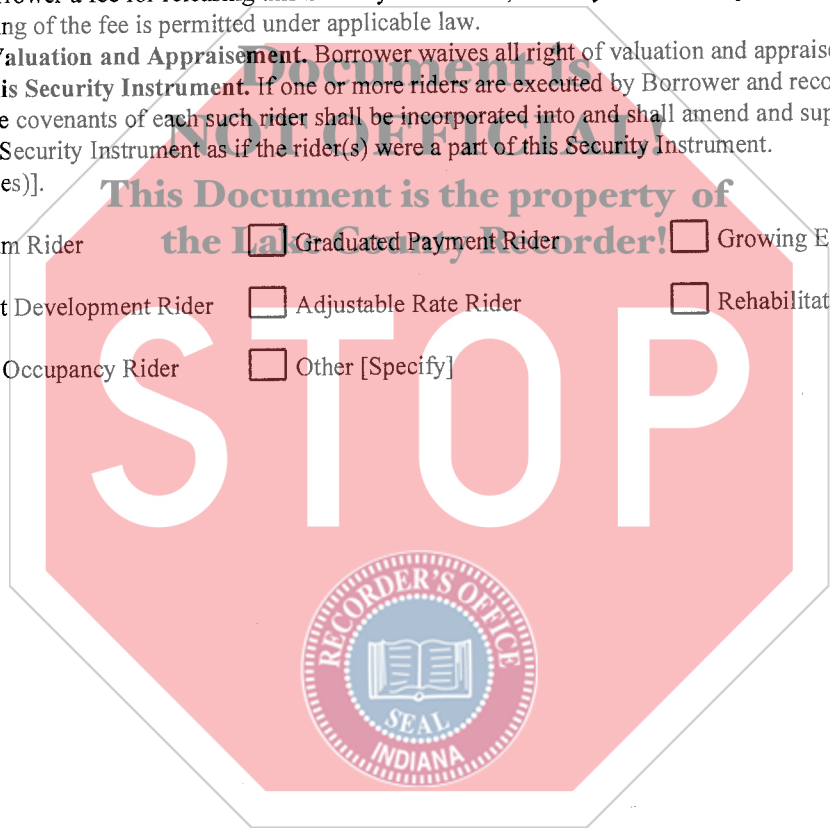 ng of the fee is permitted under applicable law.
Valuation and Appraisement. Borrower waives all right of valuation and appraise
is Security Instrument. If one or more riders are executed by Borrower and reco
e covenants of each such rider shall be incorporated into and shall amend and sup
Security Instrument as if the rider(s) were a part of this Security Instrument.
es)].
Document is
NOT OFFICIAL!
This Document is the property of
the Lake County Recorder!
m Rider Graduated Payment Rider Growing E
t Development Rider Adjustable Rate Rider Rehabilitat
Occupancy Rider Other [Specify]
STOP
RECORDER'S OFFICE
SEAL
INDIANA